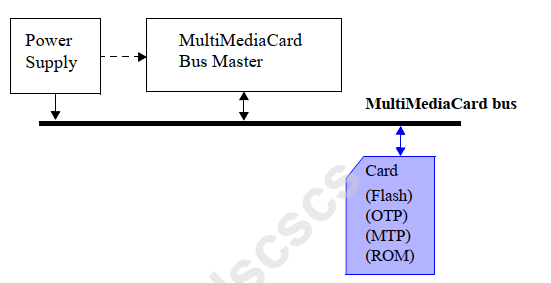 Power
Supply
MultiMediaCard
Bus Master
MultiMediaCard bus
Card
(Flash)
(OTP)
(MTP)
(ROM)